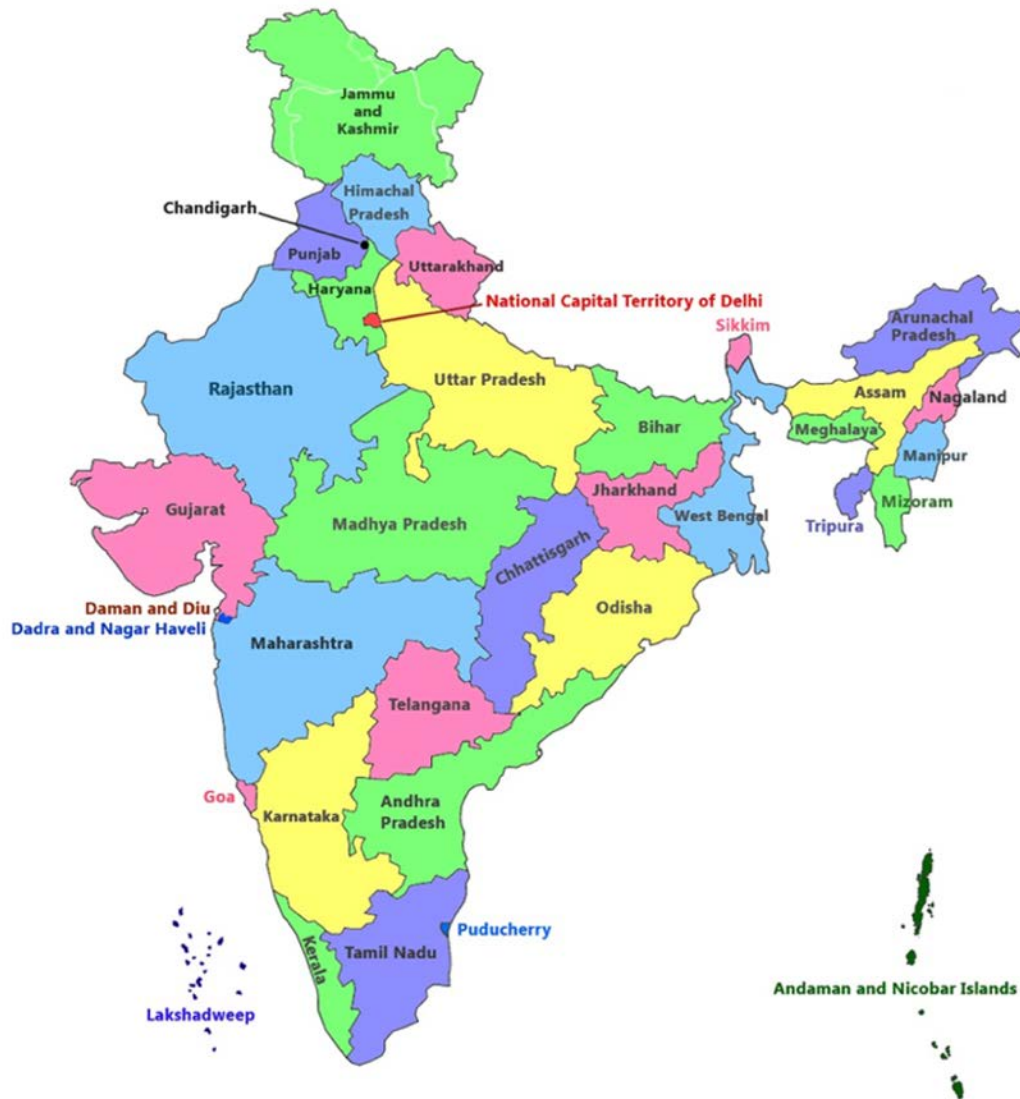 Jammu
and
Kashmir
Himachal
Pradesh
Chandigarh
Punjab
Uttarakhand
Haryana
National Capital Territory of Delhi
Sikkim
Arunachal
Pradesh
Rajasthan
Uttar Pradesh
Assam
Nagaland
Bihar
Meghalaya
Manipur
Jharkhand
Gujarat
Madhya Pradesh
West Bengal
Tripura
Mizoram
Chhattisgarh
Odisha
Daman and Diu
Dadra and Nagar Haveli
Maharashtra
Telangana
Goa
Karnataka
Andhra
Pradesh
Puducherry
Kerala
Tamil Nadu
Lakshadweep
Andaman and Nicobar Islands